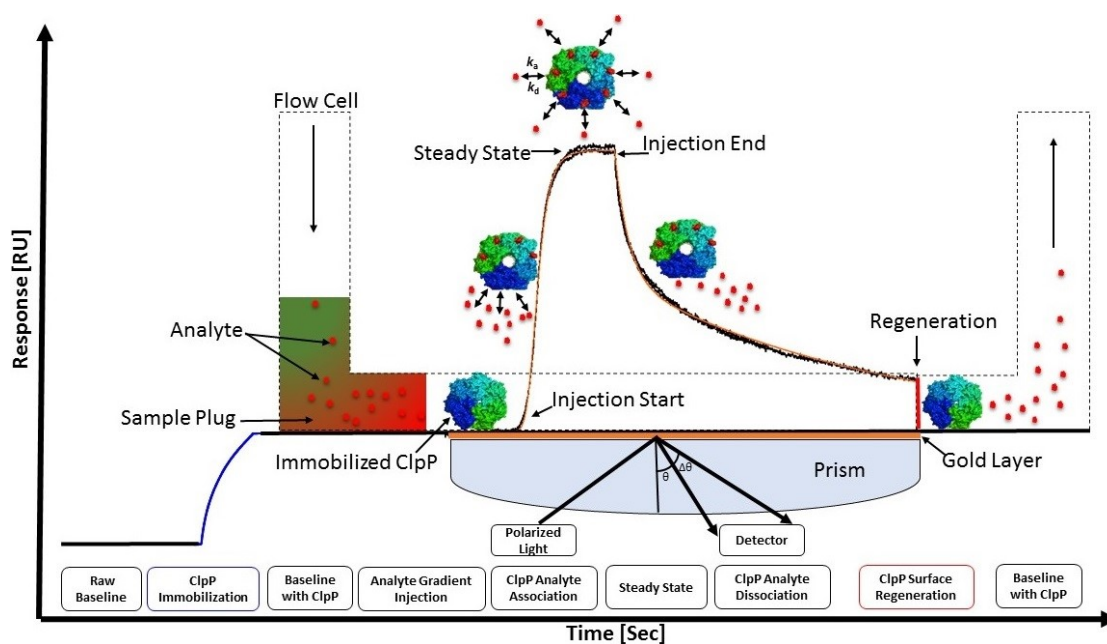 Flow Cell
k_a
k_d
Steady State
Injection End
Analyte
Regeneration
Sample Plug
Injection Start
Immobilized ClpP
Gold Layer
Prism
θ
Δθ
Polarized
Light
Detector
Raw
Baseline
ClpP
Immobilization
Baseline
with ClpP
Analyte Gradient
Injection
ClpP Analyte
Association
Steady State
ClpP Analyte
Dissociation
ClpP Surface
Regeneration
Baseline
with ClpP
Response [RU]
Time [Sec]